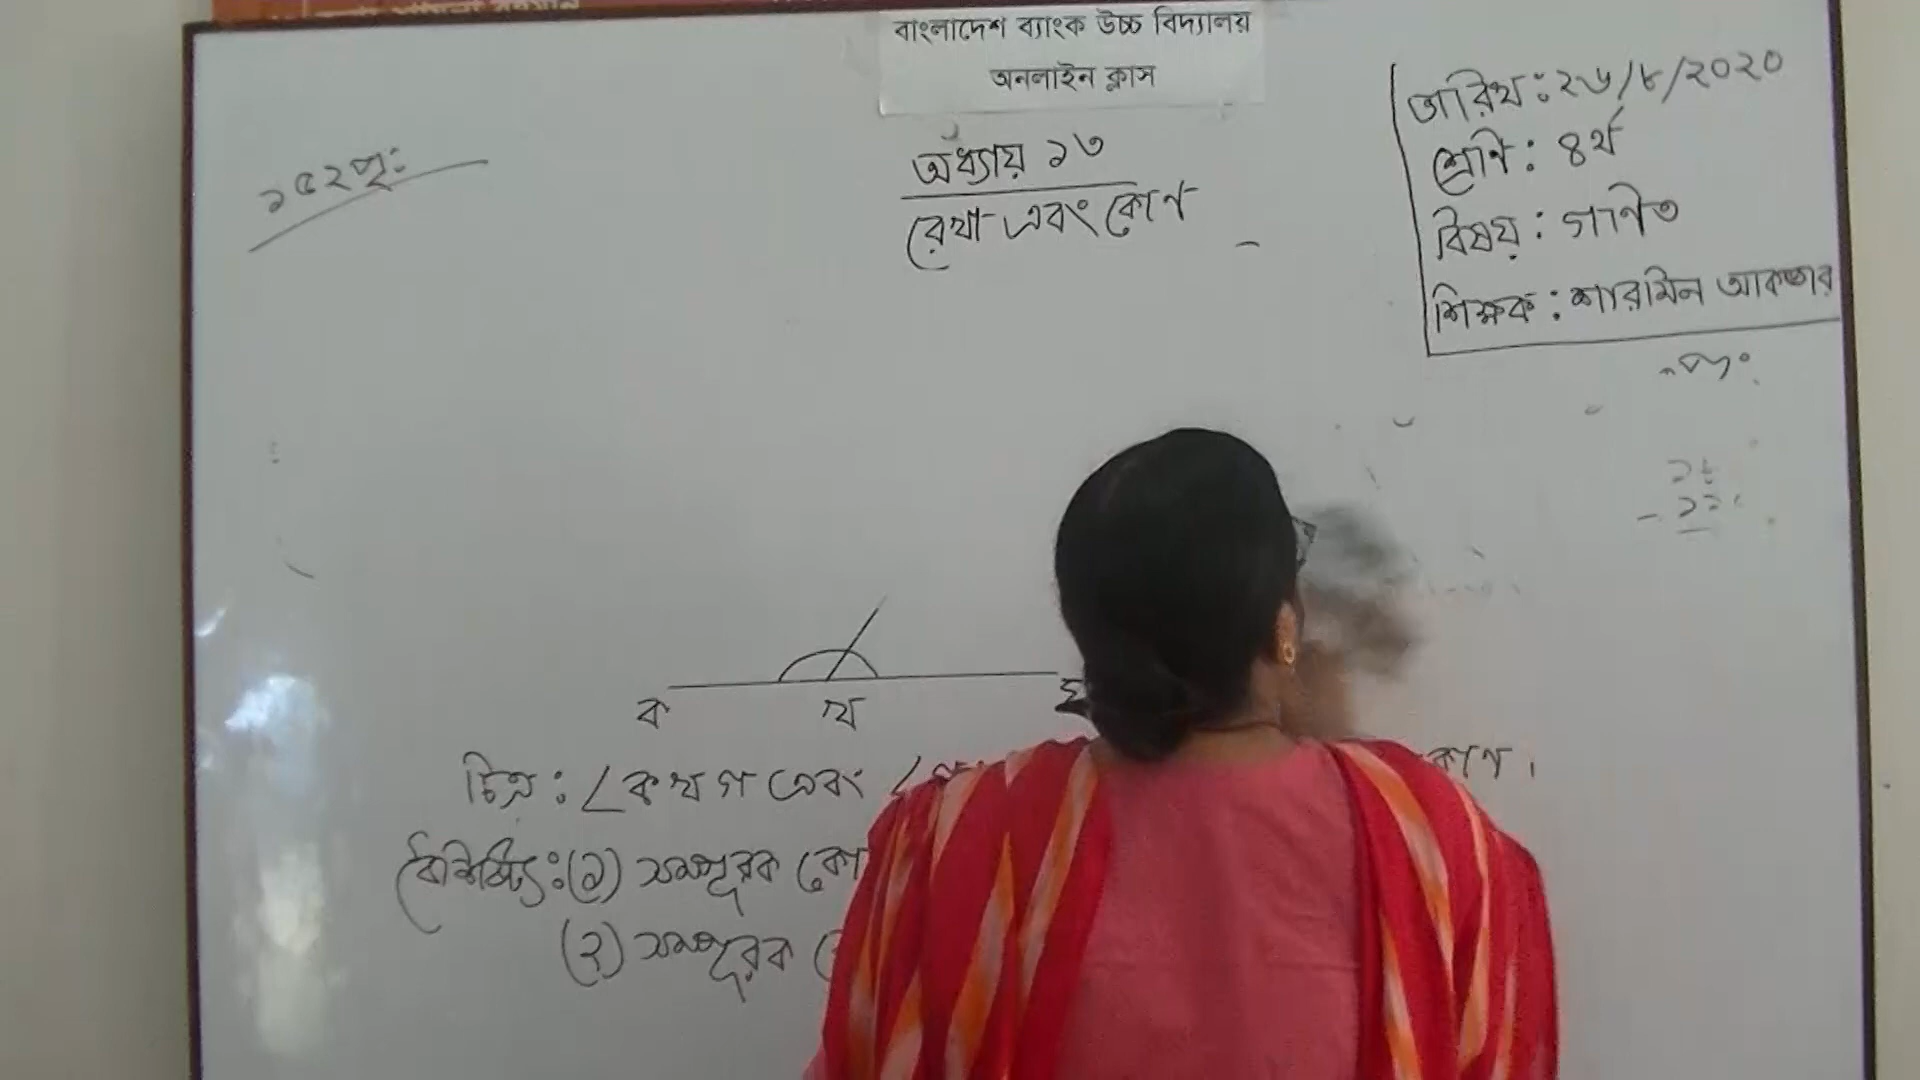 বাংলাদেশ ব্যাংক উচ্চ বিদ্যালয়
অনলাইন ক্লাস
তারিখ : ২৬/৮/২০২০
শ্রেণি : ৪র্থ
বিষয় : গণিত
শিক্ষক : শারমিন আকতার
১৫২পৃঃ
অধ্যায় ১৩
রেখা এবং কোণ
ক খ ঘ
চিত্র : ∠কখগ এবং ∠ কোণ ।
বৈশিষ্ট্য : (১) সম্পূরক
(২) সম্পূরক